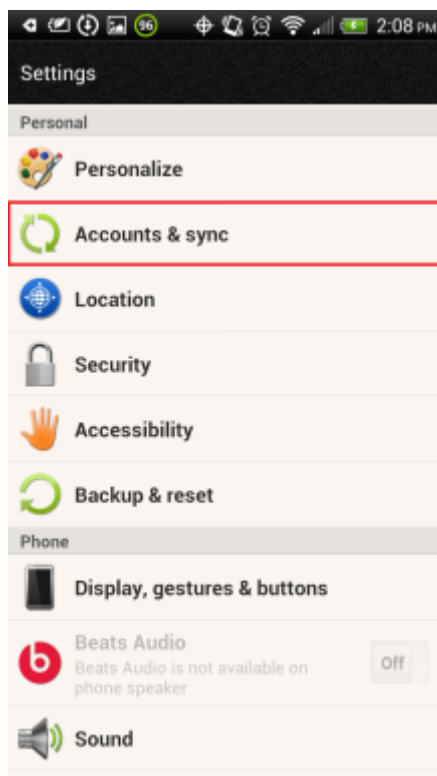 96 2:08 PM
Settings
Personal
Personalize
Accounts & sync
Location
Security
Accessibility
Backup & reset
Phone
Display, gestures & buttons
Beats Audio
Beats Audio is not available on
phone speaker
Off
Sound